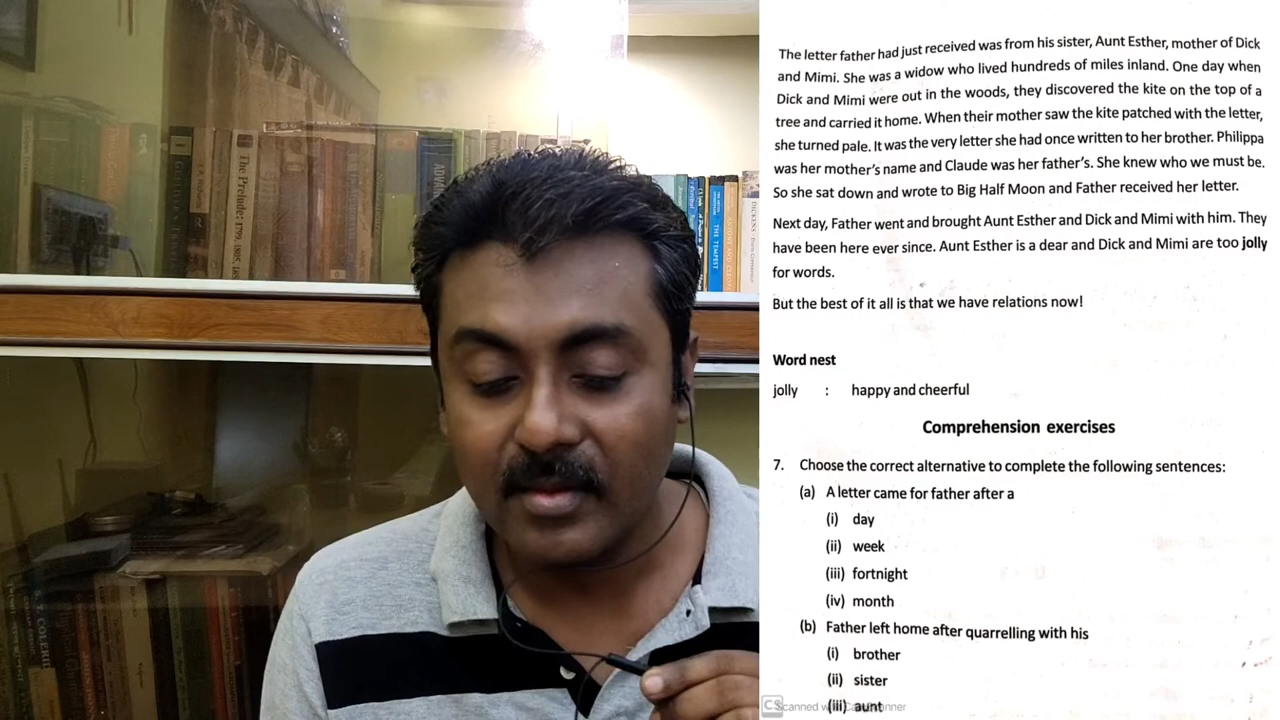 The letter father had just received was from his sister, Aunt Esther, mother of Dick
and Mimi. She was a widow who lived hundreds of miles inland. One day when
Dick and Mimi were out in the woods, they discovered the kite on the top of a
tree and carried it home. When their mother saw the kite patched with the letter,
she turned pale. It was the very letter she had once written to her brother. Philippa
was her mother's name and Claude was her father's. She knew who we must be.
So she sat down and wrote to Big Half Moon and Father received her letter.
Next day, Father went and brought Aunt Esther and Dick and Mimi with him. They
have been here ever since. Aunt Esther is a dear and Dick and Mimi are too jolly
for words.
But the best of it all is that we have relations now!
Word nest
jolly : happy and cheerful
Comprehension exercises
7. Choose the correct alternative to complete the following sentences:
(a) A letter came for father after a
(i) day
(ii) week
(iii) fortnight
(iv) month
(b) Father left home after quarrelling with his
(i) brother
(ii) sister
(iii) aunt
CS
The Prelude: 1799, 1805,
THE TEMPEST
DICKENS